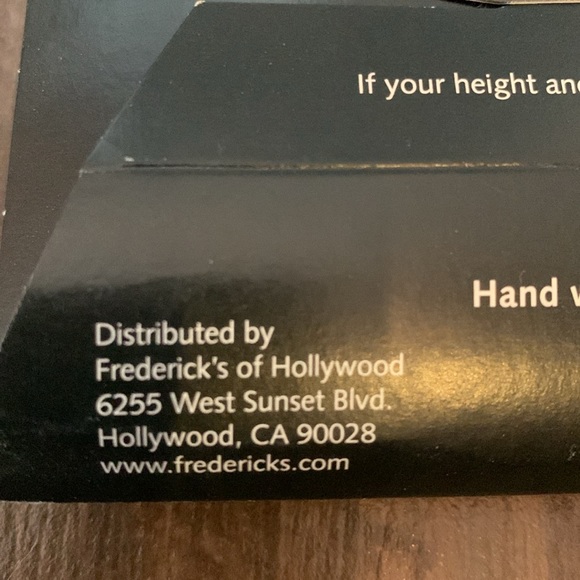 If your height
Hand
Distributed by
Frederick's of Hollywood
6255 West Sunset Blvd.
Hollywood, CA 90028
www.fredericks.com